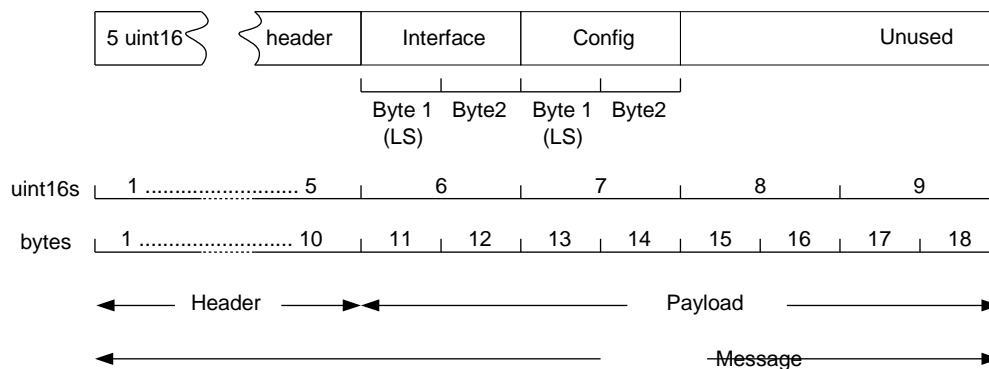 5 uint16 header Interface Config Unused
Byte 1 Byte2 Byte 1 Byte2
(LS) (LS)
uint16s 1 .......................... 5 6 7 8 9
bytes 1 .......................... 10 11 12 13 14 15 16 17 18
Header Payload
Message